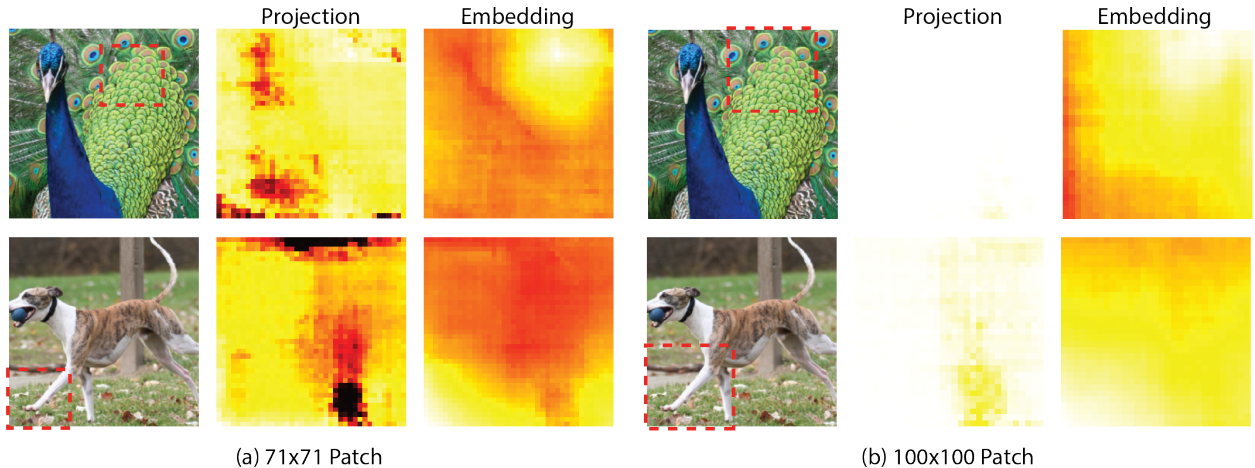 Projection Embedding Projection Embedding
(a) 71x71 Patch (b) 100x100 Patch